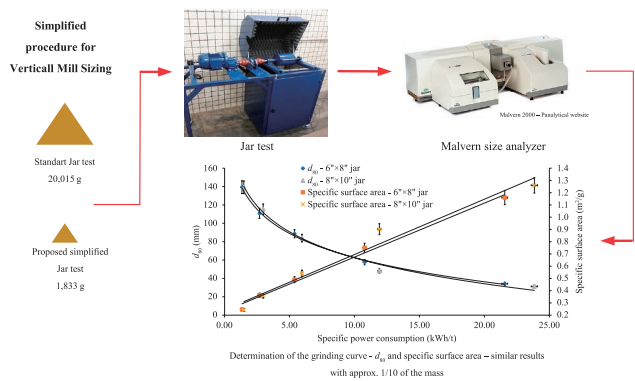 Simplified
procedure for
Verticall Mill Sizing
Standart Jar test
20,015 g
Proposed simplified
Jar test
1,833 g
Jar test
Malvern 2000 – Panalytical website
Malvern size analyzer
d80 - 6"×8" jar
d80 - 8"×10" jar
Specific surface area - 6"×8" jar
Specific surface area - 8"×10" jar
d80 (mm)
160
140
120
100
80
60
40
20
0
0.00 5.00 10.00 15.00 20.00 25.00
Specific power consumption (kWh/t)
1.4
1.3
1.2
1.1
1.0
0.9
0.8
0.7
0.6
0.5
0.4
0.3
0.2
Specific surface area (m²/g)
Determination of the grinding curve - d80 and specific surface area – similar results
with approx. 1/10 of the mass